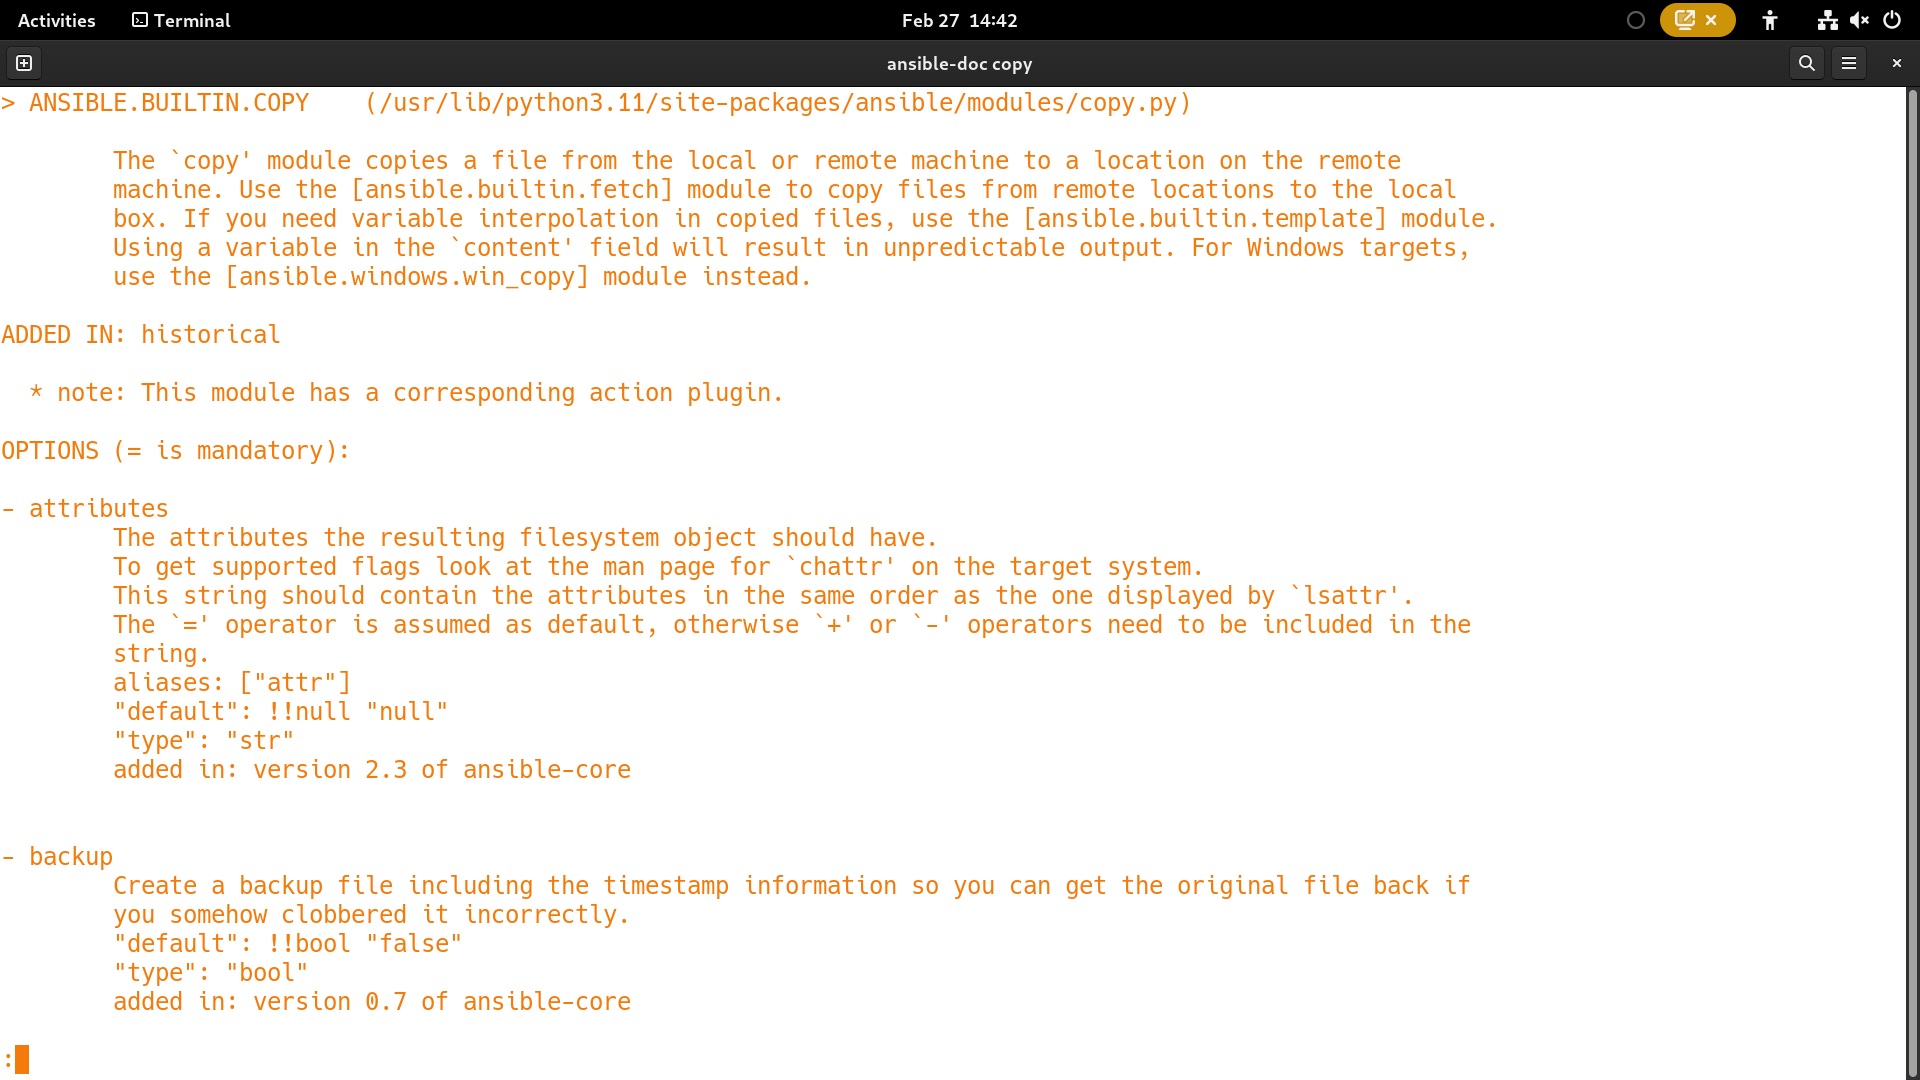 Activities Terminal Feb 27 14:42
ansible-doc copy
> ANSIBLE.BUILTIN.COPY    (/usr/lib/python3.11/site-packages/ansible/modules/copy.py)
The `copy' module copies a file from the local or remote machine to a location on the remote
machine. Use the [ansible.builtin.fetch] module to copy files from remote locations to the local
box. If you need variable interpolation in copied files, use the [ansible.builtin.template] module.
Using a variable in the `content' field will result in unpredictable output. For Windows targets,
use the [ansible.windows.win_copy] module instead.
ADDED IN: historical
* note: This module has a corresponding action plugin.
OPTIONS (= is mandatory):
- attributes
The attributes the resulting filesystem object should have.
To get supported flags look at the man page for `chattr' on the target system.
This string should contain the attributes in the same order as the one displayed by `lsattr'.
The `=' operator is assumed as default, otherwise `+' or `-' operators need to be included in the
string.
aliases: ["attr"]
"default": !!null "null"
"type": "str"
added in: version 2.3 of ansible-core
- backup
Create a backup file including the timestamp information so you can get the original file back if
you somehow clobbered it incorrectly.
"default": !!bool "false"
"type": "bool"
added in: version 0.7 of ansible-core
: